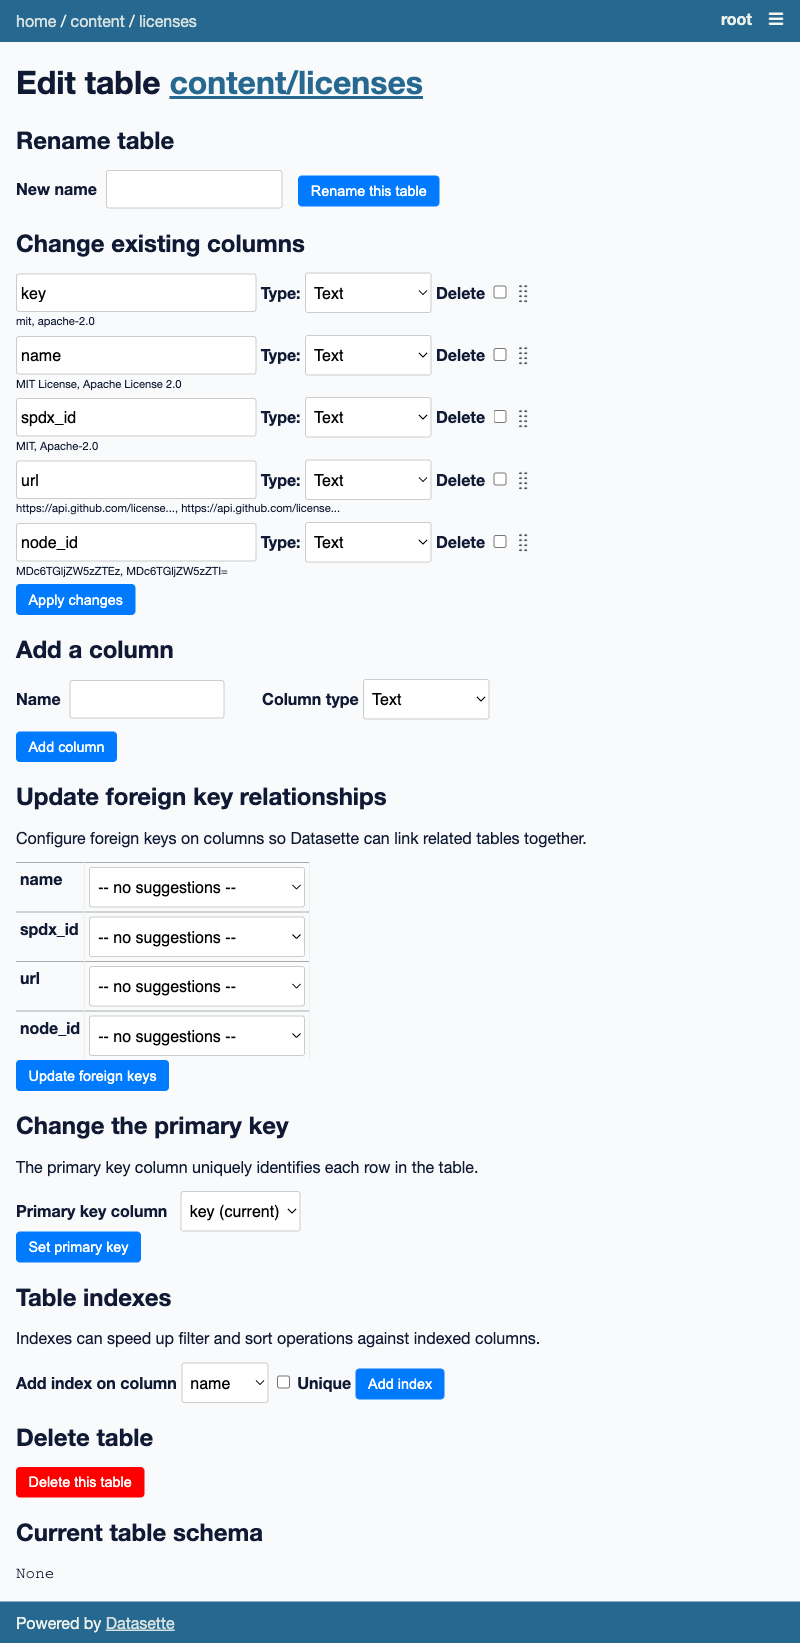 home / content / licenses root
Edit table content/licenses
Rename table
New name Rename this table
Change existing columns
key Type: Text Delete
mit, apache-2.0
name Type: Text Delete
MIT License, Apache License 2.0
spdx_id Type: Text Delete
MIT, Apache-2.0
url Type: Text Delete
https://api.github.com/license..., https://api.github.com/license...
node_id Type: Text Delete
MDc6TGljZW5zZTEz, MDc6TGljZW5zZTI=
Apply changes
Add a column
Name Column type Text
Add column
Update foreign key relationships
Configure foreign keys on columns so Datasette can link related tables together.
name -- no suggestions --
spdx_id -- no suggestions --
url -- no suggestions --
node_id -- no suggestions --
Update foreign keys
Change the primary key
The primary key column uniquely identifies each row in the table.
Primary key column key (current)
Set primary key
Table indexes
Indexes can speed up filter and sort operations against indexed columns.
Add index on column name Unique Add index
Delete table
Delete this table
Current table schema
None
Powered by Datasette